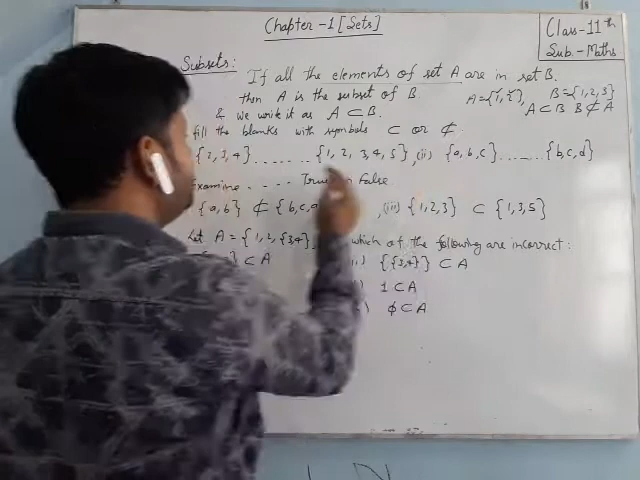 Chapter -1 [Sets]
Class-11th
Sub.- Maths
Subsets:
If all the elements of set A are in set B.
then A is the subset of B.
& we write it as A ⊂ B.
A={1,2}, B={1,2,3}
A⊂B B⊄A
fill the blanks with symbols ⊂ or ⊄
{2,3,4}.......{1, 2, 3,4,5},(ii) {a,b,c}......{b,c,d}
Examine .... True False
{a,b} ⊄ {b,c,a ,(iii) {1,2,3} ⊂ {1,3,5}
Let A= {1,2,{3,4} which of the following are incorrect:
} ⊂ A {{3,4}} ⊂ A
1 ⊂ A
ϕ ⊂ A